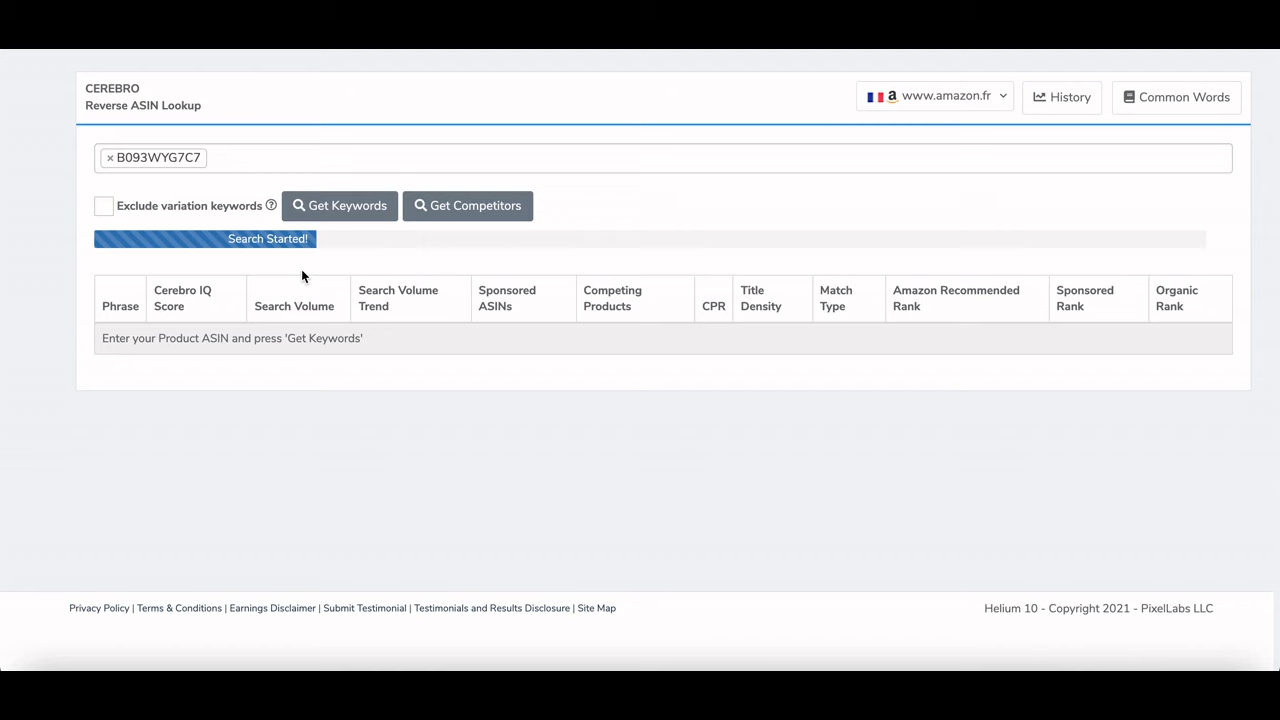 CEREBRO
Reverse ASIN Lookup
www.amazon.fr
History
Common Words
× B093WYG7C7
Exclude variation keywords
Get Keywords
Get Competitors
Search Started!
Phrase
Cerebro IQ
Score
Search Volume
Search Volume
Trend
Sponsored
ASINs
Competing
Products
CPR
Title
Density
Match
Type
Amazon Recommended
Rank
Sponsored
Rank
Organic
Rank
Enter your Product ASIN and press 'Get Keywords'
Privacy Policy | Terms & Conditions | Earnings Disclaimer | Submit Testimonial | Testimonials and Results Disclosure | Site Map
Helium 10 - Copyright 2021 - PixelLabs LLC